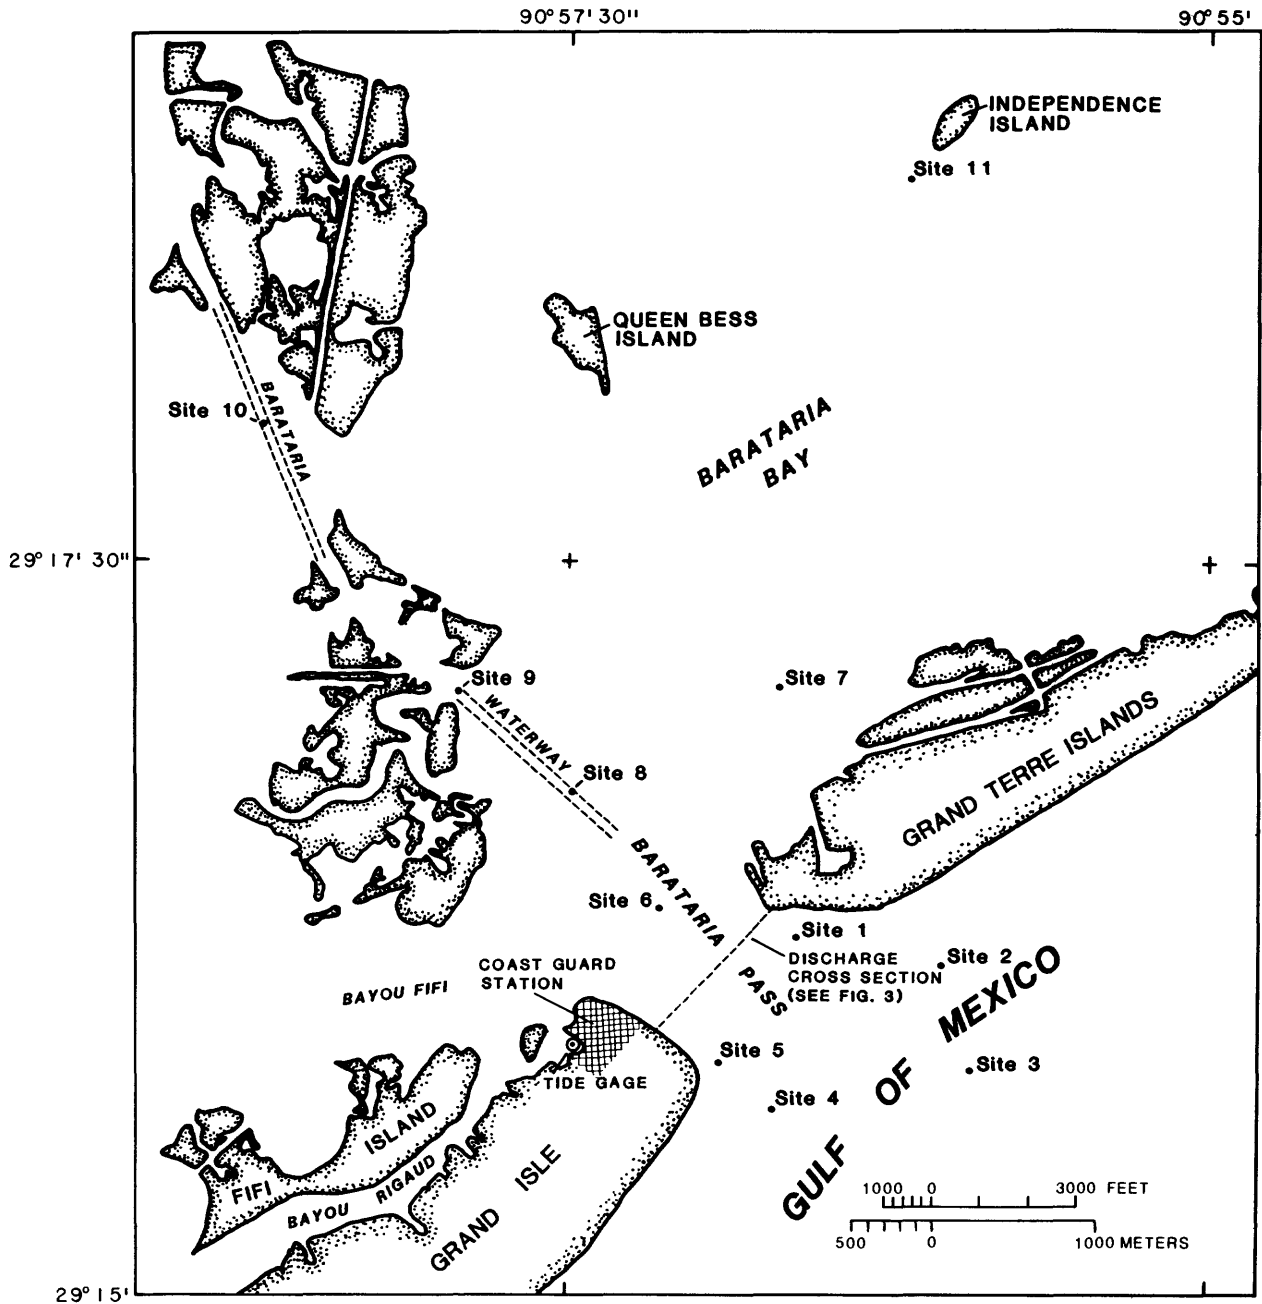 90° 57' 30"
90° 55'
INDEPENDENCE
ISLAND
Site 11
QUEEN BESS
ISLAND
Site 10
BARATARIA
BARATARIA
BAY
29° 17' 30"
Site 9
Site 7
WATERWAY
Site 8
GRAND TERRE ISLANDS
BARATARIA
PASS
Site 6
Site 1
DISCHARGE
CROSS SECTION
(SEE FIG. 3)
Site 2
COAST GUARD
STATION
BAYOU FIFI
GULF OF MEXICO
Site 5
Site 3
TIDE GAGE
Site 4
FIFI ISLAND
BAYOU RIGAUD
GRAND ISLE
1000 0 3000 FEET
500 0 1000 METERS
29° 15'